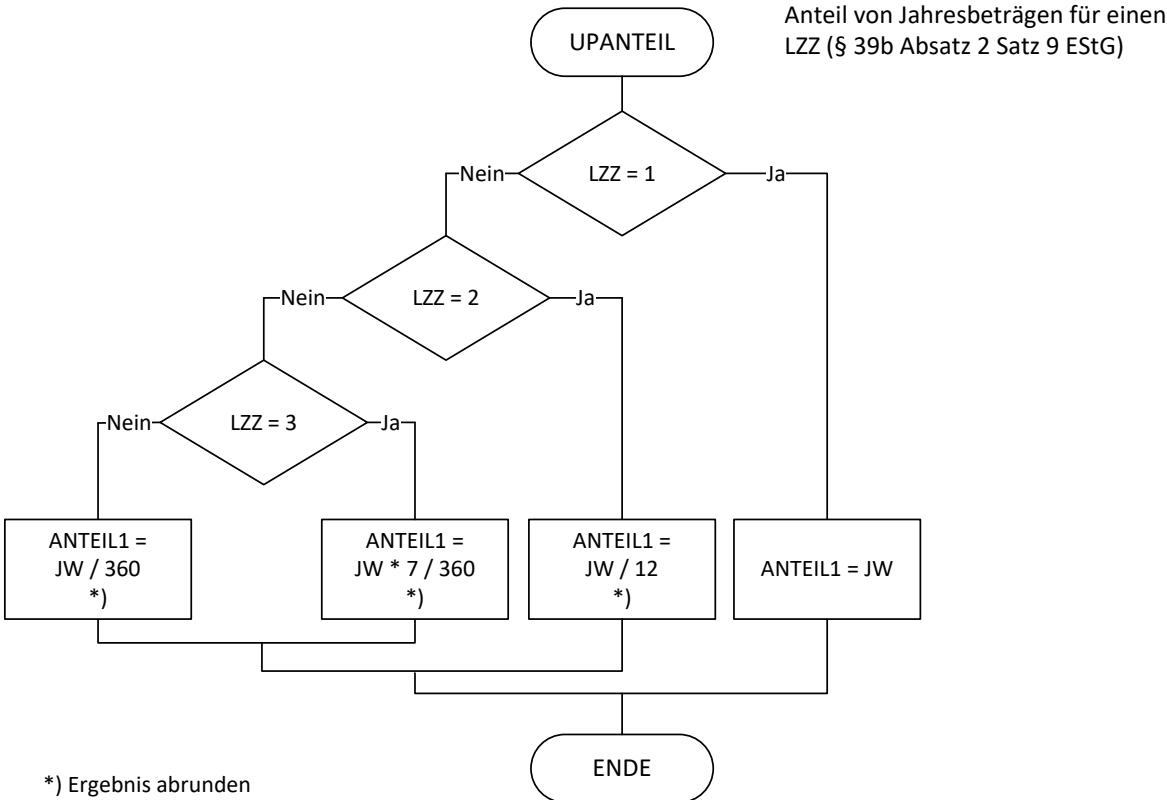 Anteil von Jahresbeträgen für einen
LZZ (§ 39b Absatz 2 Satz 9 EStG)
UPANTEIL
LZZ = 1
Nein
Ja
LZZ = 2
Nein
Ja
LZZ = 3
Nein
Ja
ANTEIL1 =
JW / 360
*)
ANTEIL1 =
JW * 7 / 360
*)
ANTEIL1 =
JW / 12
*)
ANTEIL1 = JW
ENDE
*) Ergebnis abrunden